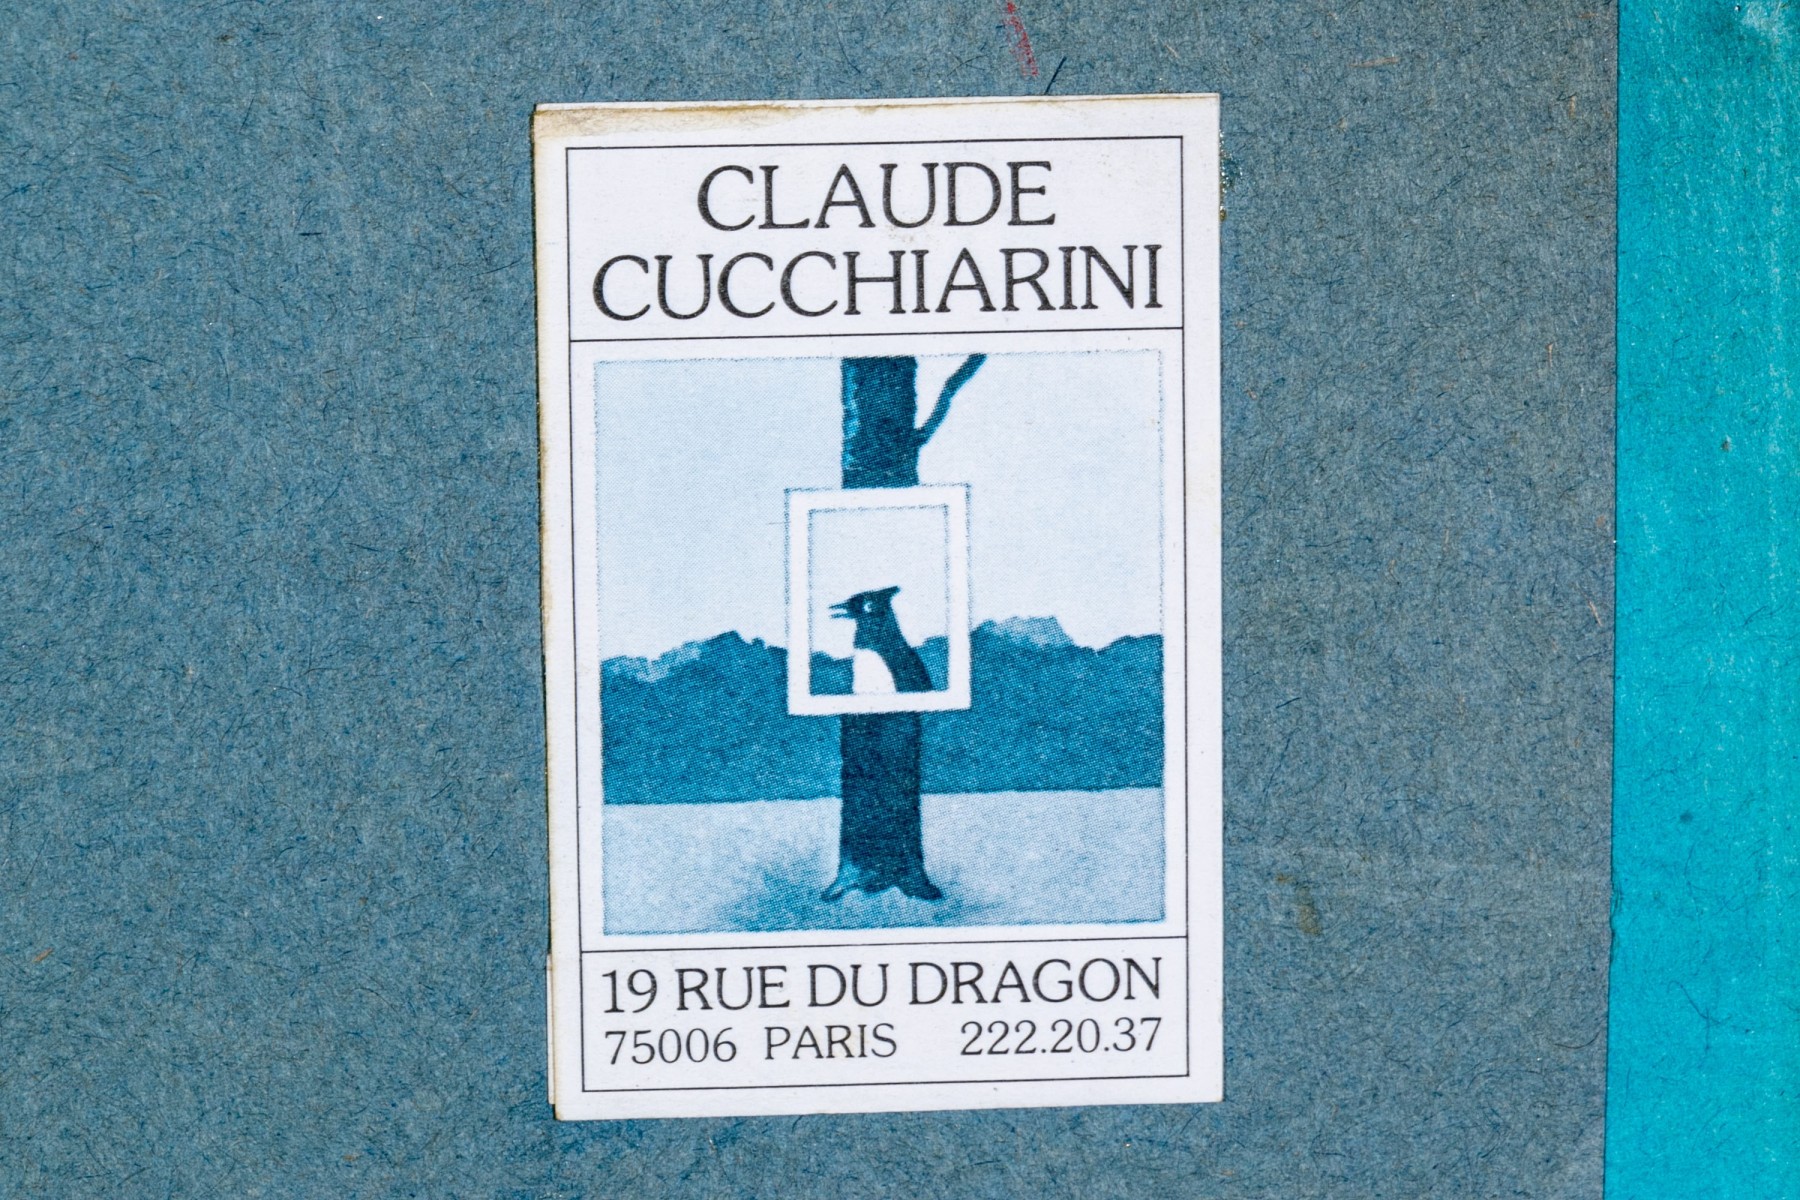 CLAUDE
CUCCHIARINI
19 RUE DU DRAGON
75006 PARIS 222.20.37